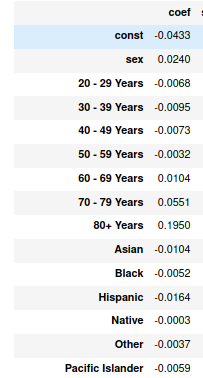 coef
const -0.0433
sex 0.0240
20 - 29 Years -0.0068
30 - 39 Years -0.0095
40 - 49 Years -0.0073
50 - 59 Years -0.0032
60 - 69 Years 0.0104
70 - 79 Years 0.0551
80+ Years 0.1950
Asian -0.0104
Black -0.0052
Hispanic -0.0164
Native -0.0003
Other -0.0037
Pacific Islander -0.0059